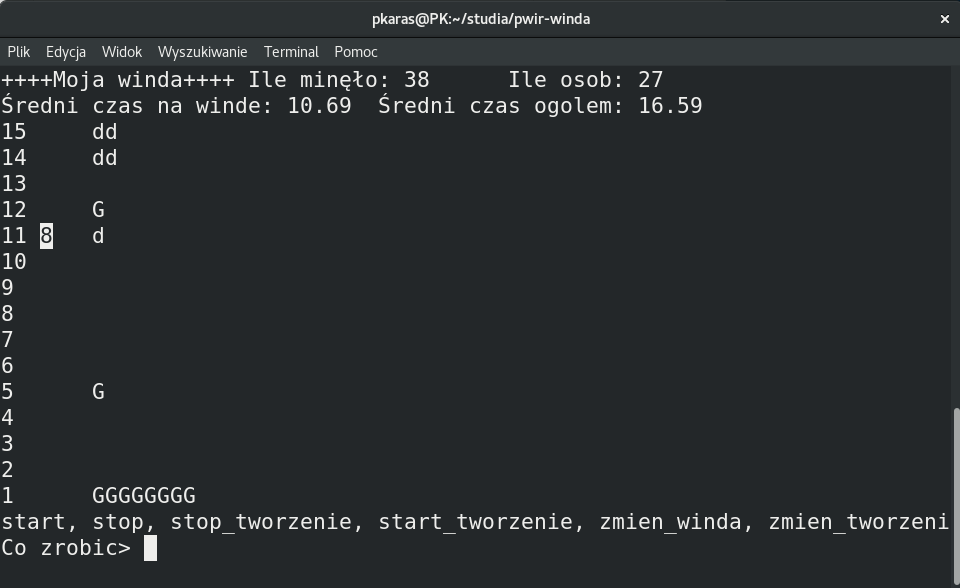 pkaras@PK:~/studia/pwir-winda ×
Plik Edycja Widok Wyszukiwanie Terminal Pomoc
++++Moja winda++++ Ile minęło: 38 Ile osob: 27
Średni czas na winde: 10.69 Średni czas ogolem: 16.59
15 dd
14 dd
13
12 G
11 8 d
10
9
8
7
6
5 G
4
3
2
1 GGGGGGGG
start, stop, stop_tworzenie, start_tworzenie, zmien_winda, zmien_tworzeni
Co zrobic>